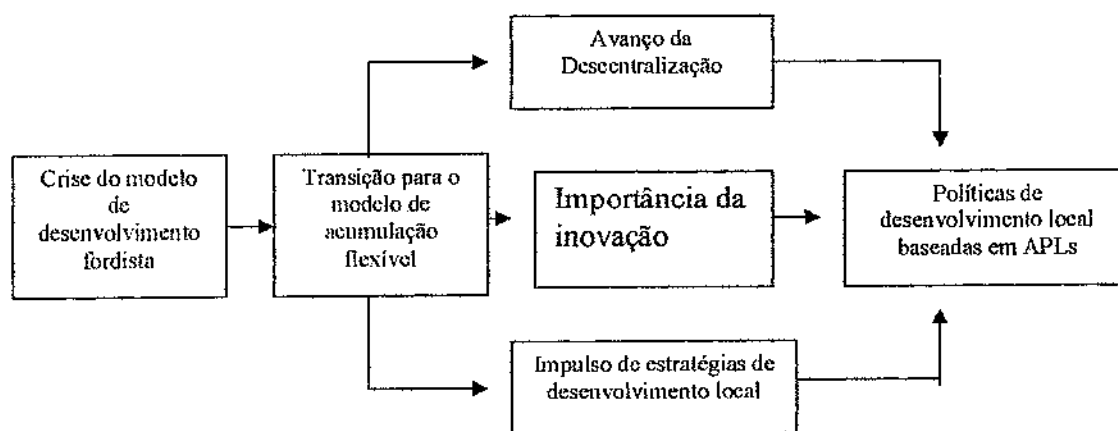 Avanço da
Descentralização
Crise do modelo
de
desenvolvimento
fordista
Transição para o
modelo de
acumulação
flexível
Importância da
inovação
Políticas de
desenvolvimento local
baseadas em APLs
Impulso de estratégias de
desenvolvimento local